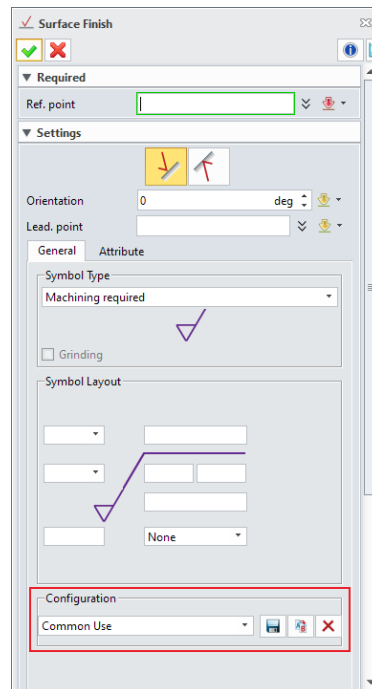 Surface Finish
Required
Ref. point
Settings
Orientation 0 deg
Lead. point
General Attribute
Symbol Type
Machining required
Grinding
Symbol Layout
None
Configuration
Common Use